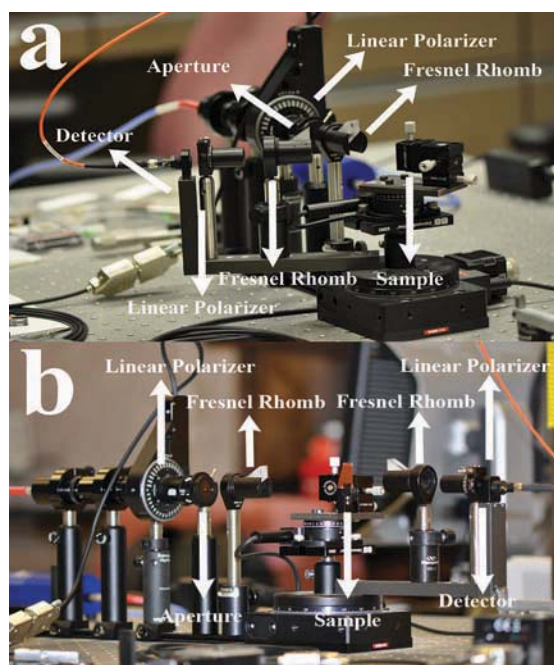 a
Linear Polarizer
Aperture
Fresnel Rhomb
Detector
Fresnel Rhomb
Sample
Linear Polarizer
b
Linear Polarizer
Linear Polarizer
Fresnel Rhomb
Fresnel Rhomb
Aperture
Sample
Detector